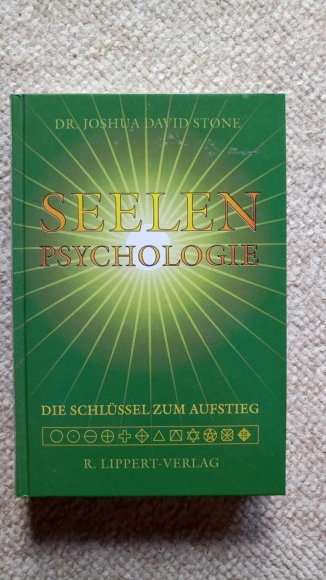 DR. JOSHUA DAVID STONE
SEELEN
PSYCHOLOGIE
DIE SCHLÜSSEL ZUM AUFSTIEG
R. LIPPERT-VERLAG